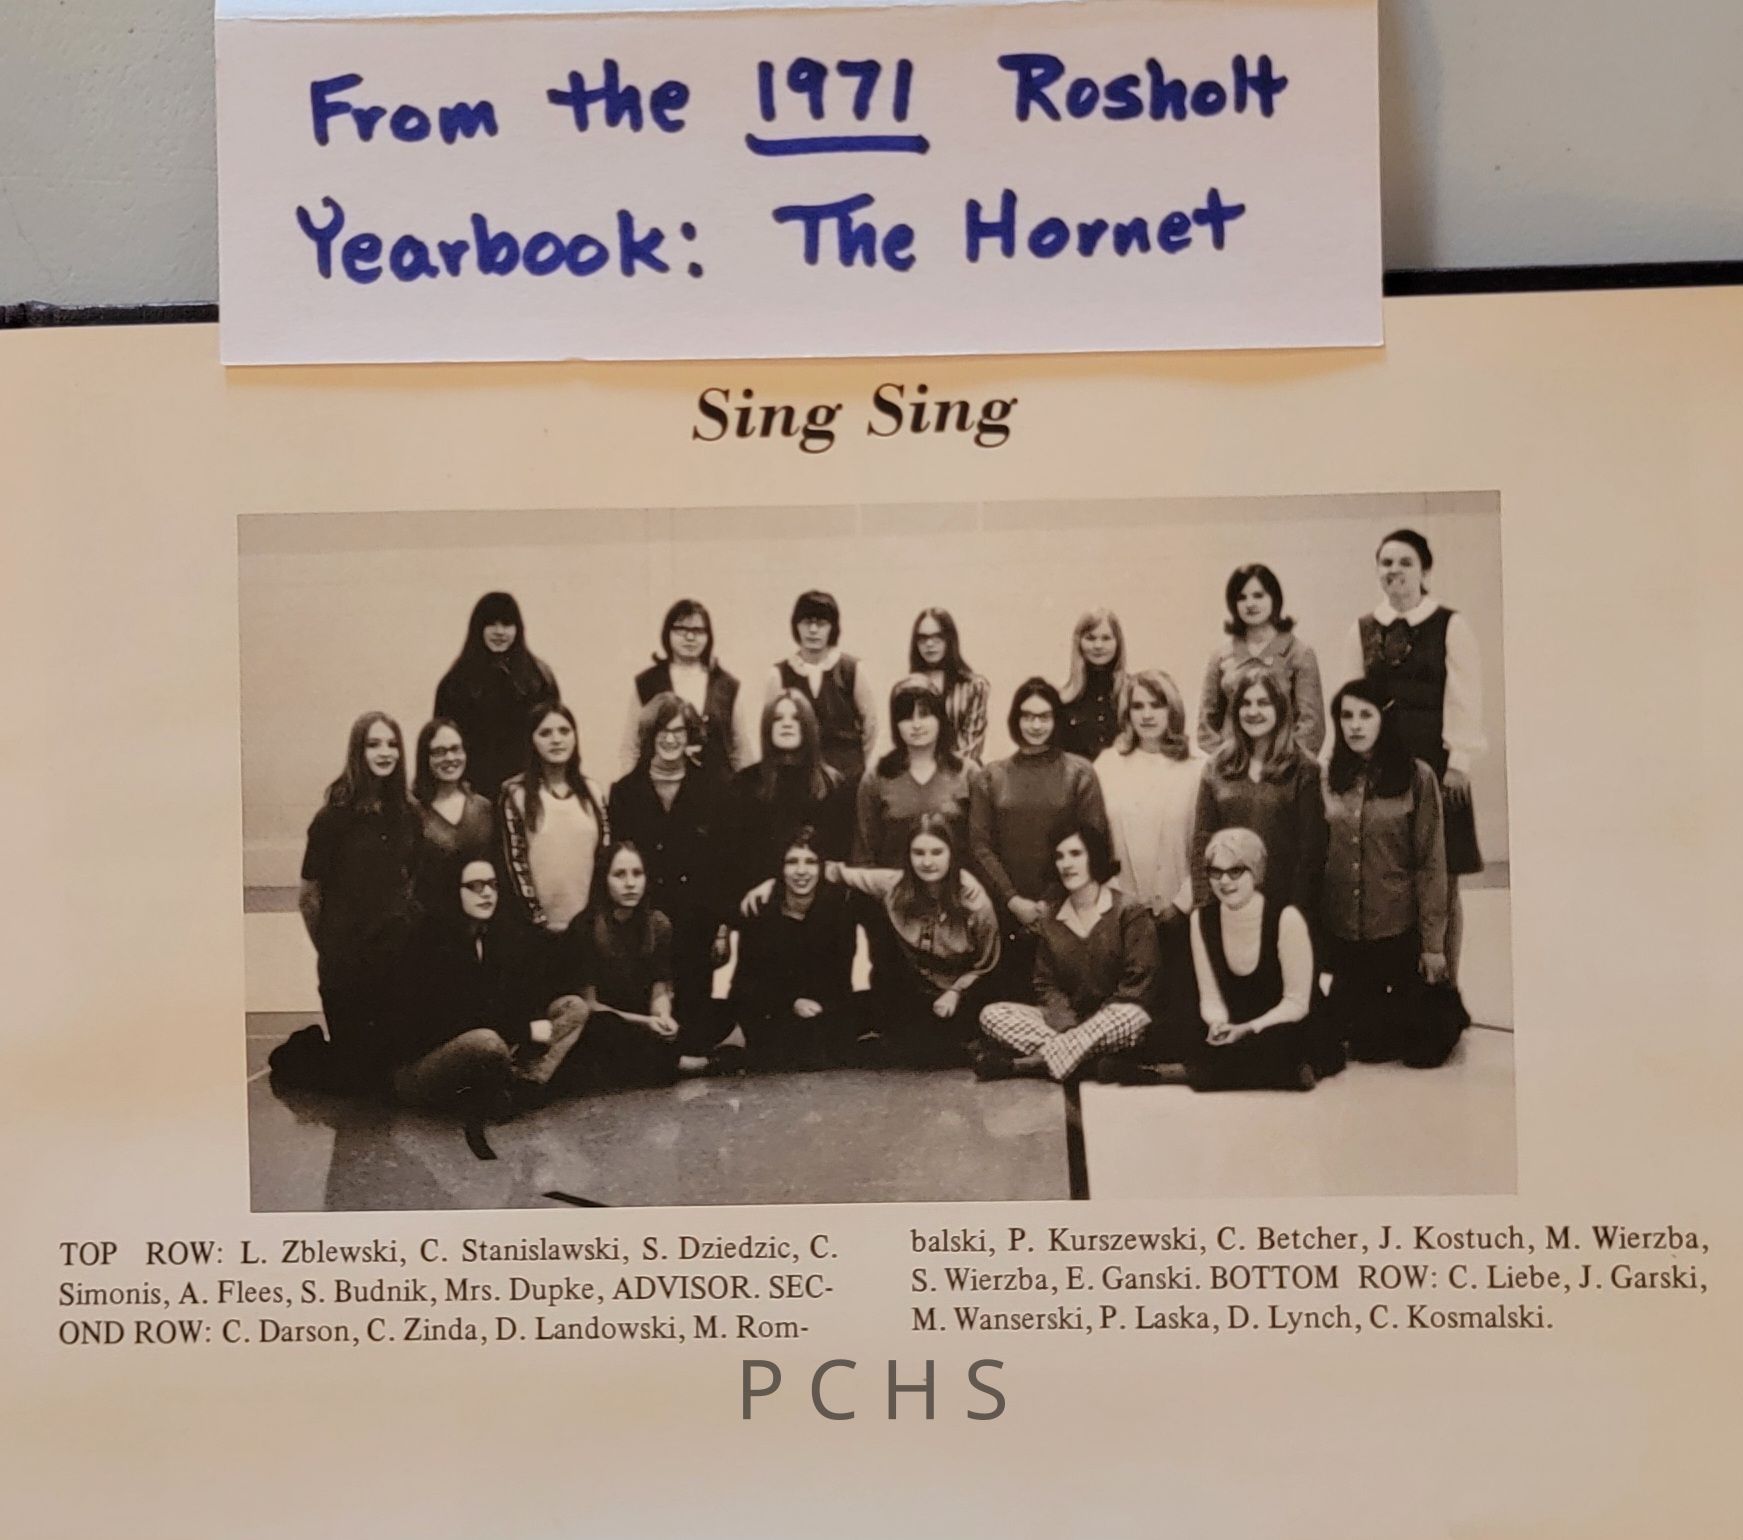 From the 1971 Rosholt
Yearbook: The Hornet
Sing Sing
TOP ROW: L. Zblewski, C. Stanislawski, S. Dziedzic, C.
Simonis, A. Flees, S. Budnik, Mrs. Dupke, ADVISOR. SEC-
OND ROW: C. Darson, C. Zinda, D. Landowski, M. Rom-
balski, P. Kurszewski, C. Betcher, J. Kostuch, M. Wierzba,
S. Wierzba, E. Ganski. BOTTOM ROW: C. Liebe, J. Garski,
M. Wanserski, P. Laska, D. Lynch, C. Kosmalski.
PCHS